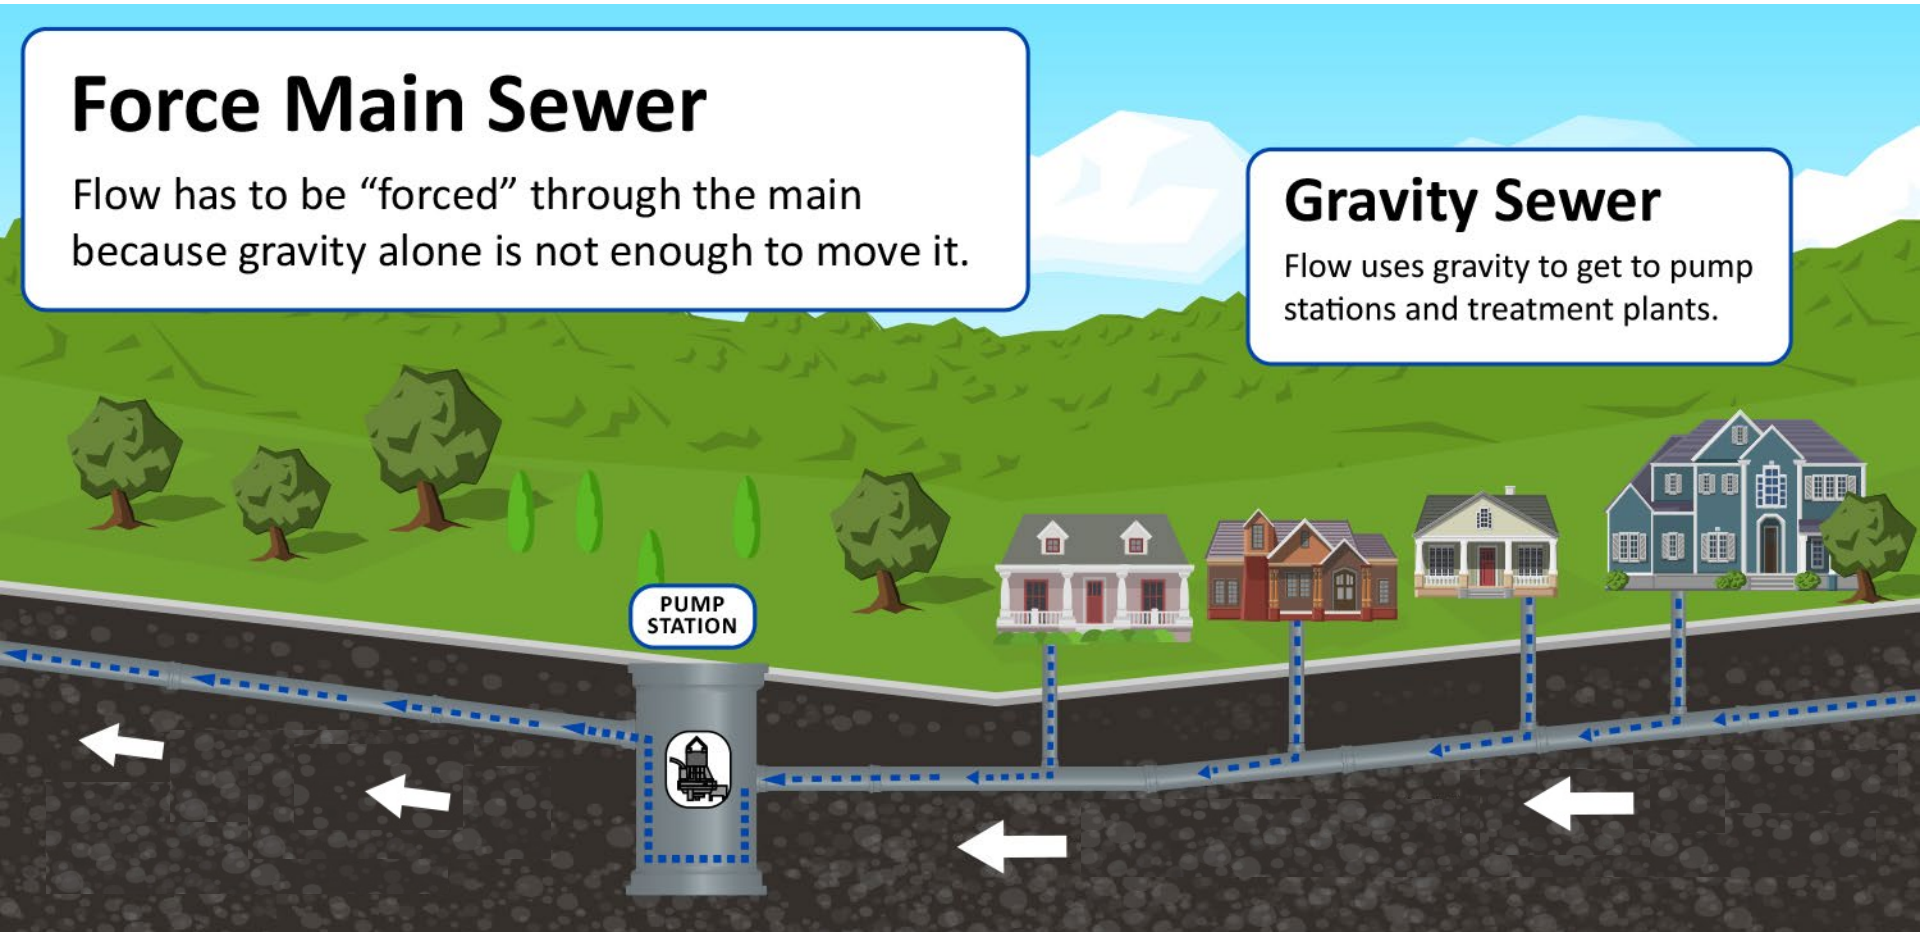 Force Main Sewer
Flow has to be “forced” through the main
because gravity alone is not enough to move it.
Gravity Sewer
Flow uses gravity to get to pump
stations and treatment plants.
PUMP
STATION